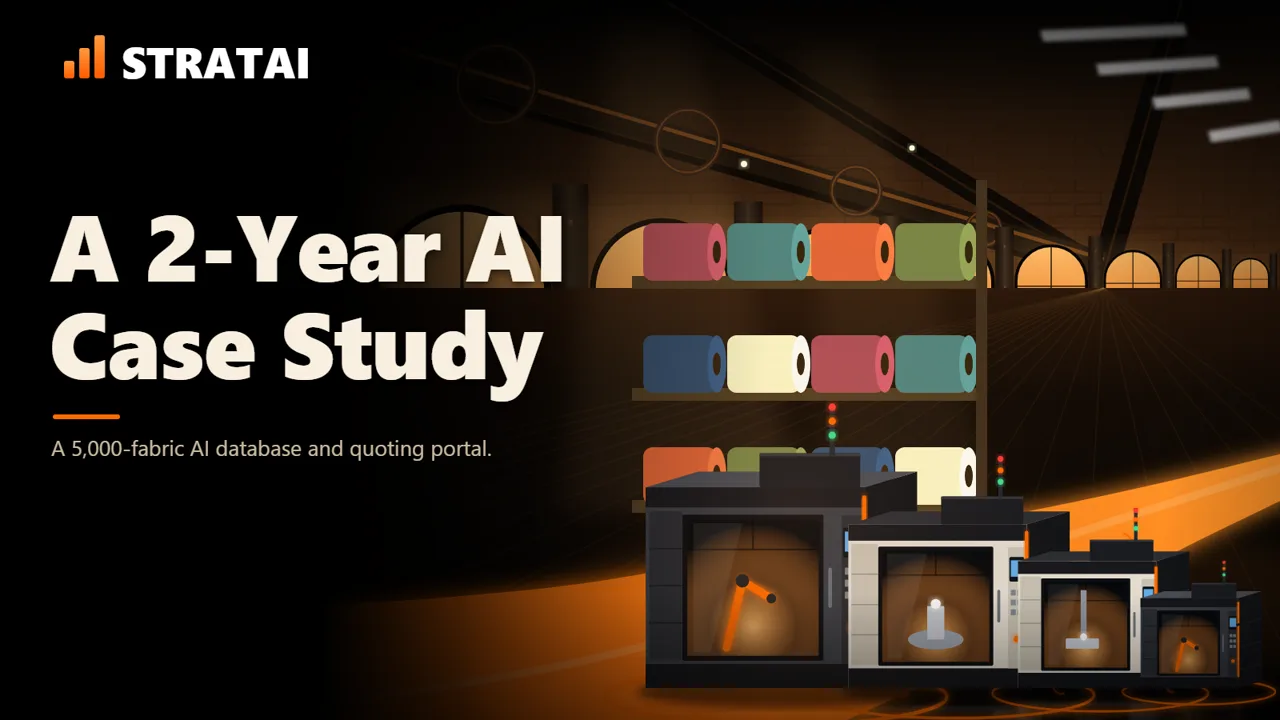 STRATAI
A 2-Year AI
Case Study
A 5,000-fabric AI database and quoting portal.